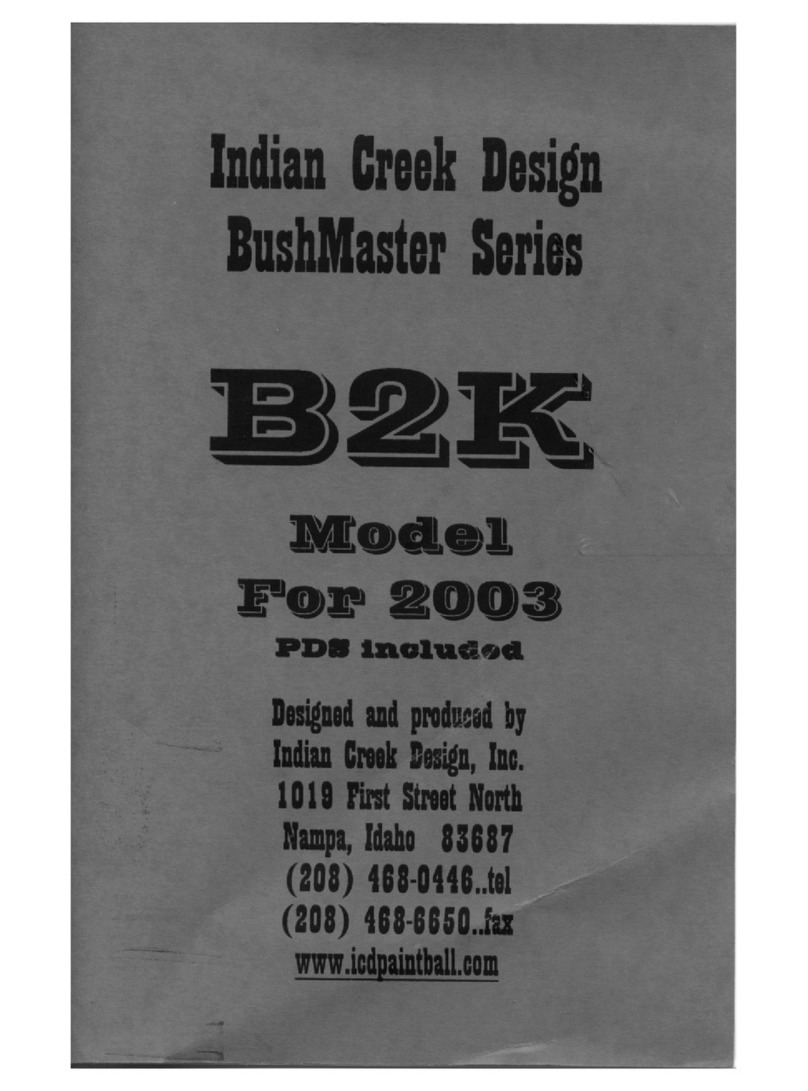 Indian Creek Design
BushMaster Series
B2K
Model
For 2003
PDS included
Designed and produced by
Indian Creek Design, Inc.
1019 First Street North
Nampa, Idaho 83687
(208) 468-0446..tel
(208) 468-6650..fax
www.icdpaintball.com